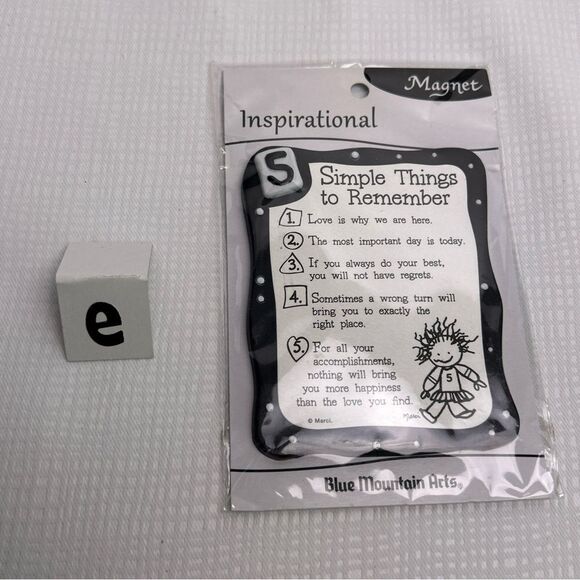 Magnet
Inspirational
5
Simple Things
to Remember
1. Love is why we are here.
2. The most important day is today.
3. If you always do your best,
you will not have regrets.
4. Sometimes a wrong turn will
bring you to exactly the
right place.
5. For all your
accomplishments,
nothing will bring
you more happiness
than the love you find.
5
© Marci.
Marci
Blue Mountain Arts®
e